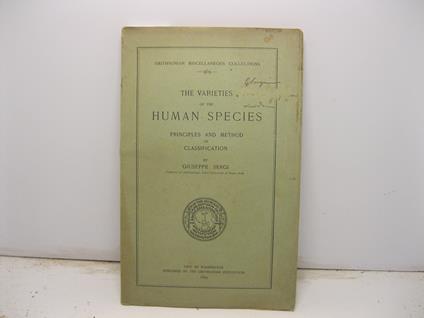 SMITHSONIAN MISCELLANEOUS COLLECTIONS
THE VARIETIES
OF THE
HUMAN SPECIES
PRINCIPLES AND METHOD
OF
CLASSIFICATION
BY
GIUSEPPE SERGI
CITY OF WASHINGTON
PUBLISHED BY THE SMITHSONIAN INSTITUTION